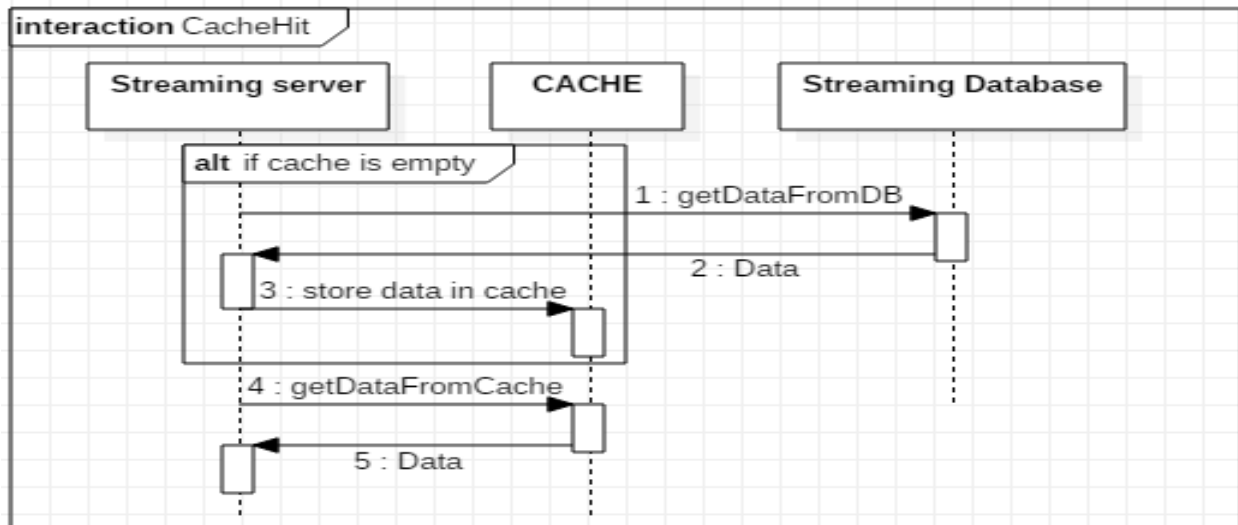 interaction CacheHit
Streaming server
CACHE
Streaming Database
alt if cache is empty
1 : getDataFromDB
2 : Data
3 : store data in cache
4 : getDataFromCache
5 : Data